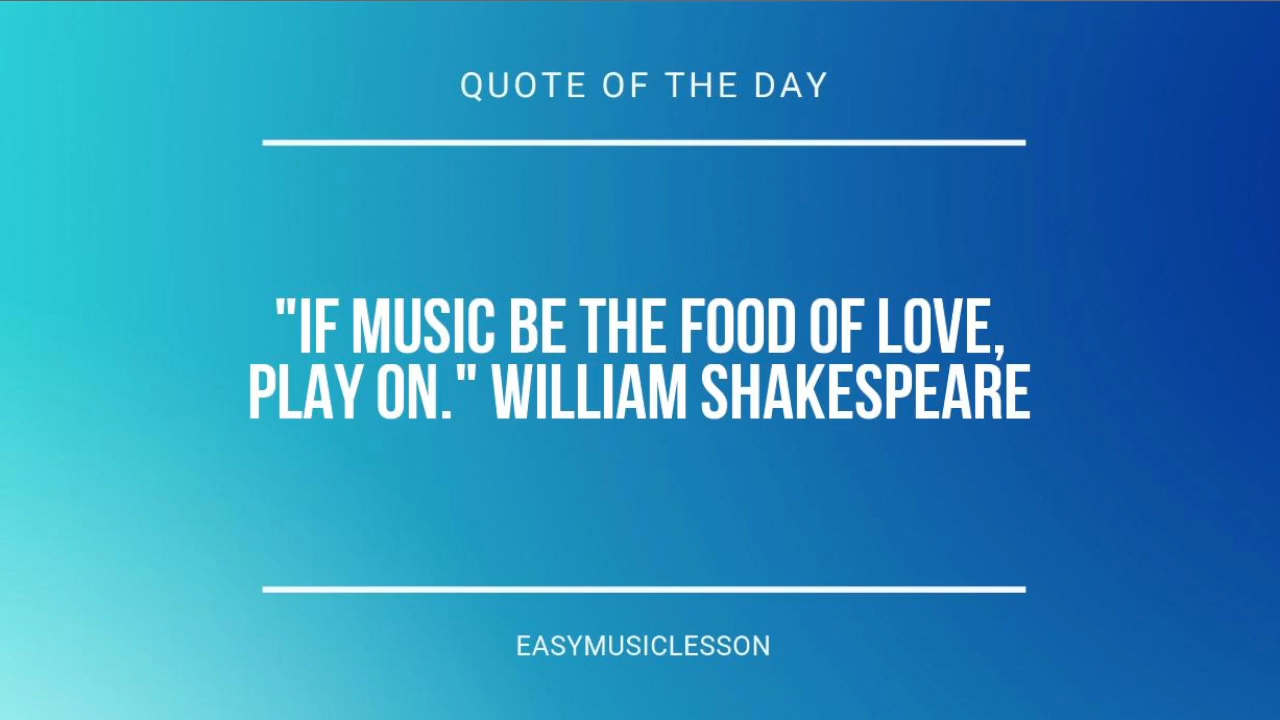 QUOTE OF THE DAY
"IF MUSIC BE THE FOOD OF LOVE,
PLAY ON." WILLIAM SHAKESPEARE
EASYMUSICLESSON